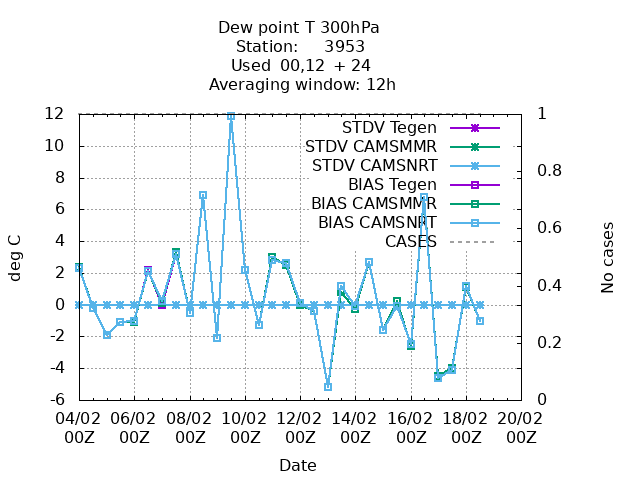 Dew point T 300hPa
Station:     3953
Used  00,12  + 24
Averaging window: 12h
12
10
8
6
4
2
0
-2
-4
-6
deg C
1
0.8
0.6
0.4
0.2
0
No cases
STDV Tegen
STDV CAMSMMR
STDV CAMSNRT
BIAS Tegen
BIAS CAMSMMR
BIAS CAMSNRT
CASES
04/02 06/02 08/02 10/02 12/02 14/02 16/02 18/02 20/02
00Z 00Z 00Z 00Z 00Z 00Z 00Z 00Z 00Z
Date